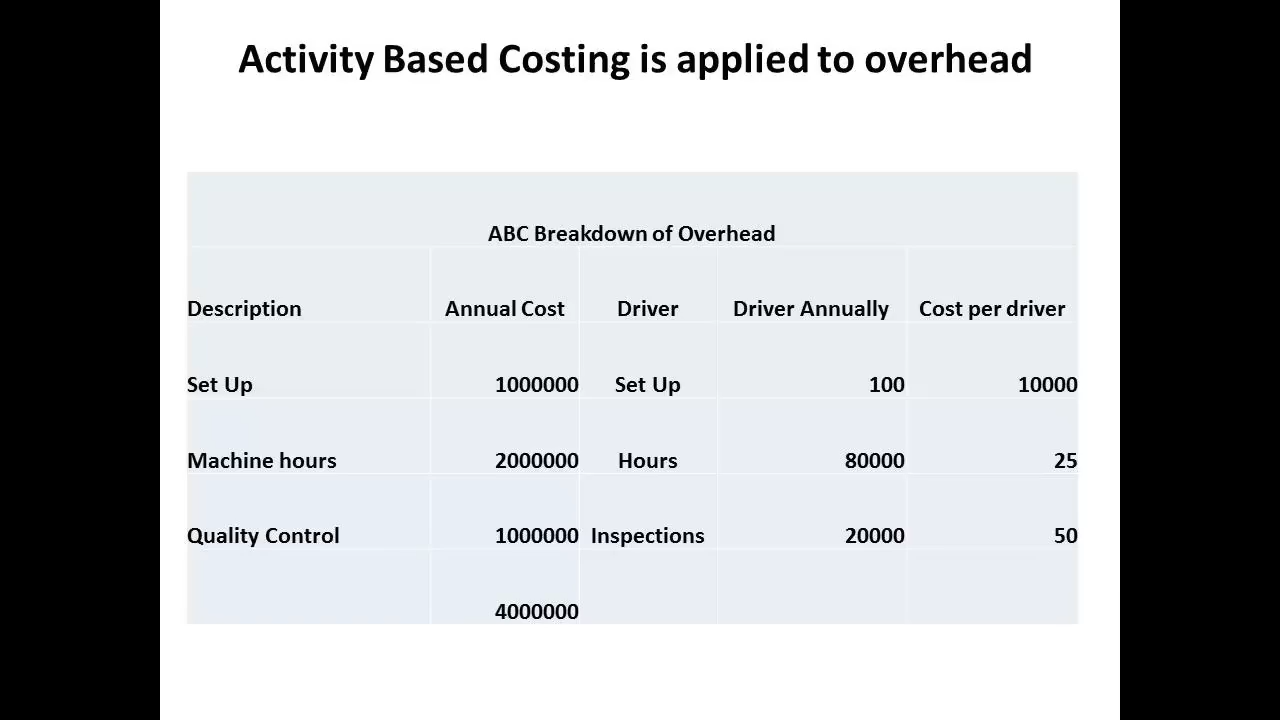 Activity Based Costing is applied to overhead
ABC Breakdown of Overhead
Description Annual Cost Driver Driver Annually Cost per driver
Set Up 1000000 Set Up 100 10000
Machine hours 2000000 Hours 80000 25
Quality Control 1000000 Inspections 20000 50
4000000